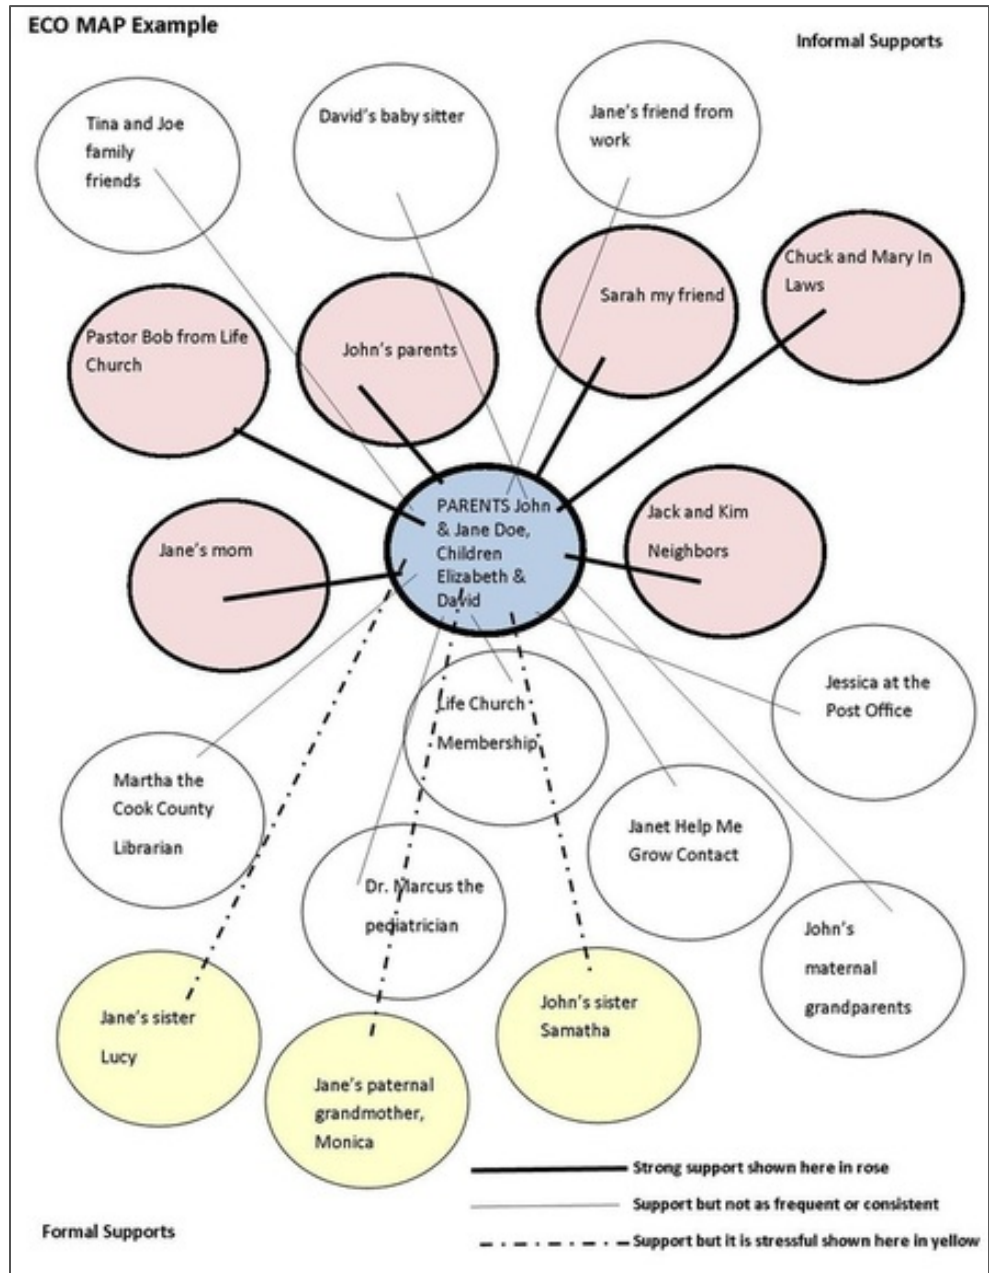 ECO MAP Example
Informal Supports
Tina and Joe
family
friends
David's baby sitter
Jane's friend from
work
Pastor Bob from Life
Church
John's parents
Sarah my friend
Chuck and Mary In
Laws
Jane's mom
PARENTS John
& Jane Doe,
Children
Elizabeth &
David
Jack and Kim
Neighbors
Life Church
Membership
Jessica at the
Post Office
Martha the
Cook County
Librarian
Dr. Marcus the
pediatrician
Janet Help Me
Grow Contact
John's
maternal
grandparents
Jane's sister
Lucy
Jane's paternal
grandmother,
Monica
John's sister
Samatha
Strong support shown here in rose
Support but not as frequent or consistent
Support but it is stressful shown here in yellow
Formal Supports